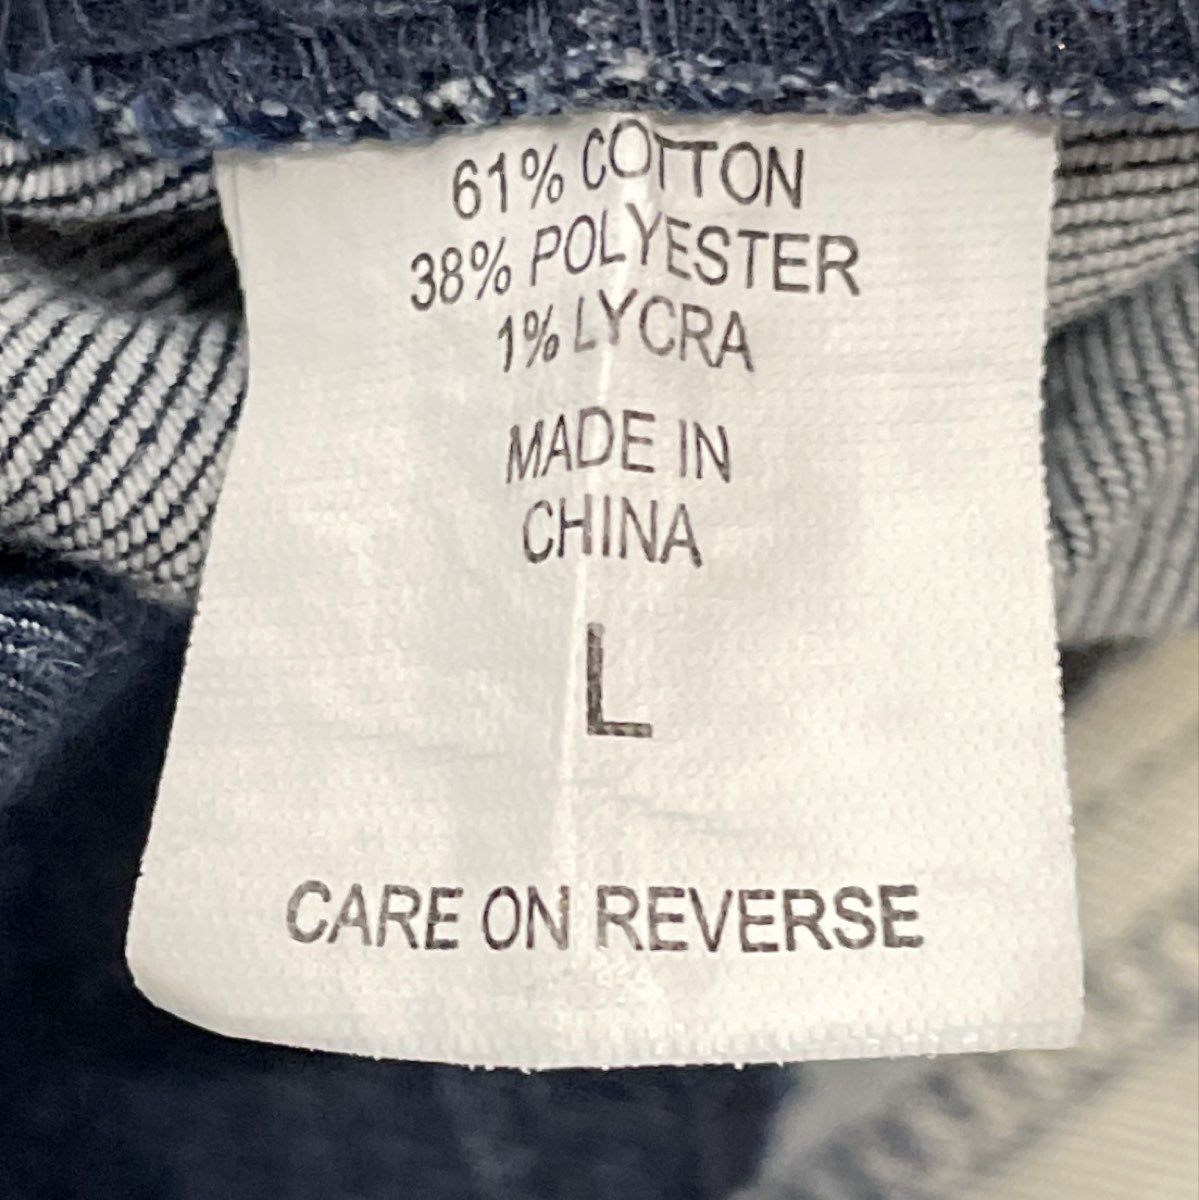 61% COTTON
38% POLYESTER
1% LYCRA
MADE IN
CHINA
L
CARE ON REVERSE